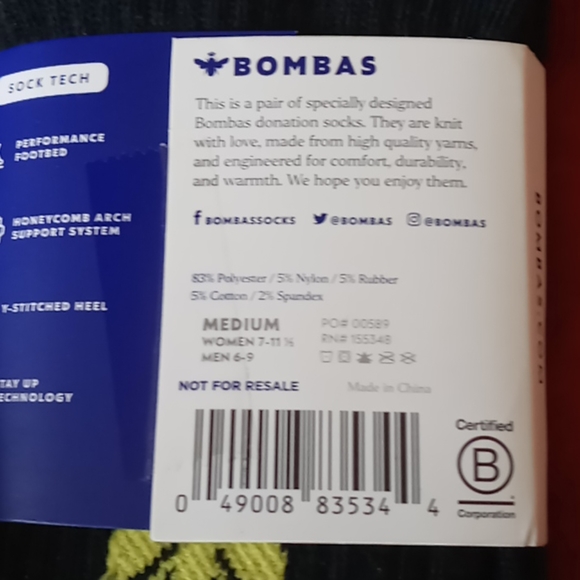 SOCK TECH
PERFORMANCE
FOOTBED
HONEYCOMB ARCH
SUPPORT SYSTEM
Y-STITCHED HEEL
TAY UP
ECHNOLOGY
BOMBAS
This is a pair of specially designed
Bombas donation socks. They are knit
with love, made from high quality yarns,
and engineered for comfort, durability,
and warmth. We hope you enjoy them.
f BOMBASSOCKS @BOMBAS @BOMBAS
83% Polyester / 5% Nylon / 5% Rubber
5% Cotton / 2% Spandex
MEDIUM
WOMEN 7-11 ½
MEN 6-9
PO# 00589
RN# 155348
NOT FOR RESALE
Made in China
0 49008 83534 4
Certified
B
Corporation
BOMBAS.COM